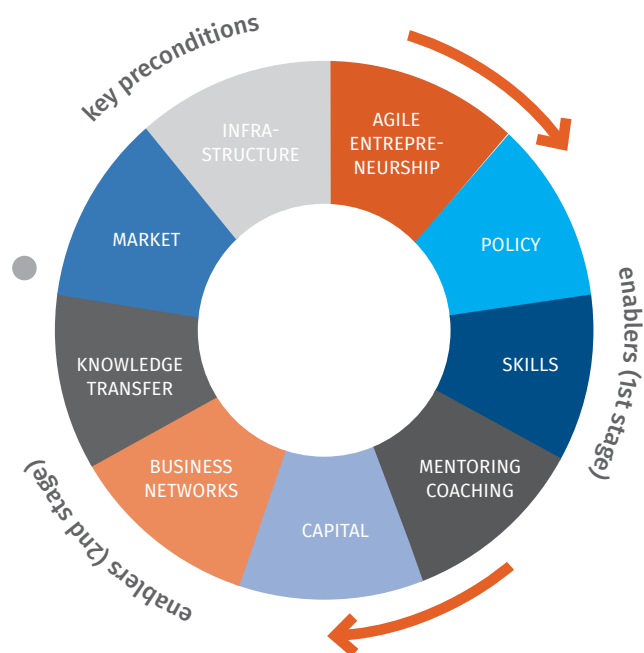 key preconditions
INFRA-
STRUCTURE
AGILE
ENTREPRE-
NEURSHIP
MARKET
POLICY
enablers (1st stage)
KNOWLEDGE
TRANSFER
SKILLS
BUSINESS
NETWORKS
MENTORING
COACHING
enablers (2nd stage)
CAPITAL